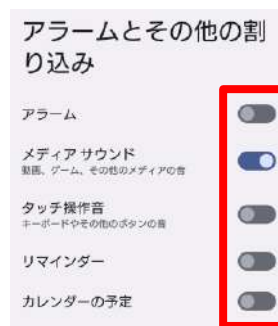 アラームとその他の割
り込み
アラーム
メディア サウンド
動画、ゲーム、その他のメディアの音
タッチ操作音
キーボードやその他のボタンの音
リマインダー
カレンダーの予定